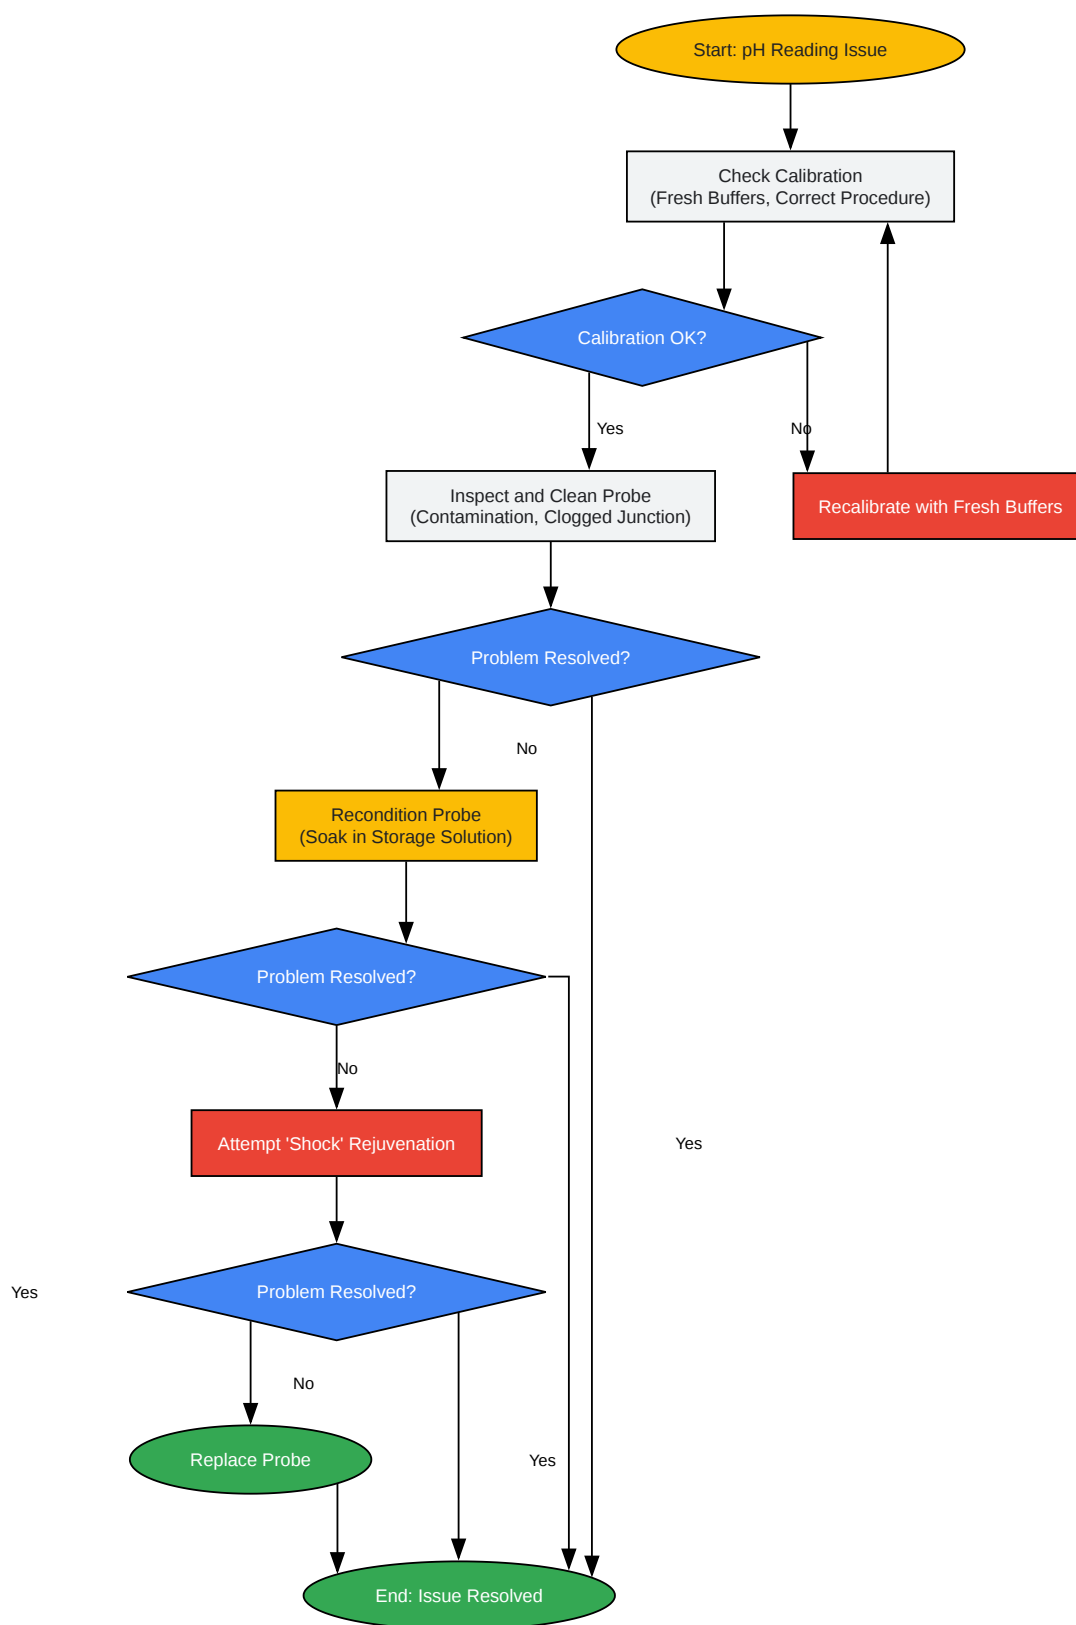 Start: pH Reading Issue
Check Calibration
(Fresh Buffers, Correct Procedure)
Calibration OK?
Yes
No
Inspect and Clean Probe
(Contamination, Clogged Junction)
Recalibrate with Fresh Buffers
Problem Resolved?
No
Recondition Probe
(Soak in Storage Solution)
Problem Resolved?
No
Attempt 'Shock' Rejuvenation
Yes
Problem Resolved?
Yes
No
Replace Probe
Yes
End: Issue Resolved